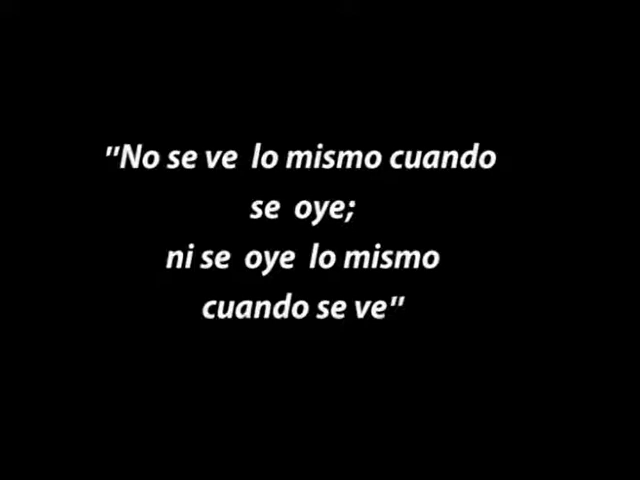 "No se ve lo mismo cuando
se oye;
ni se oye lo mismo
cuando se ve"